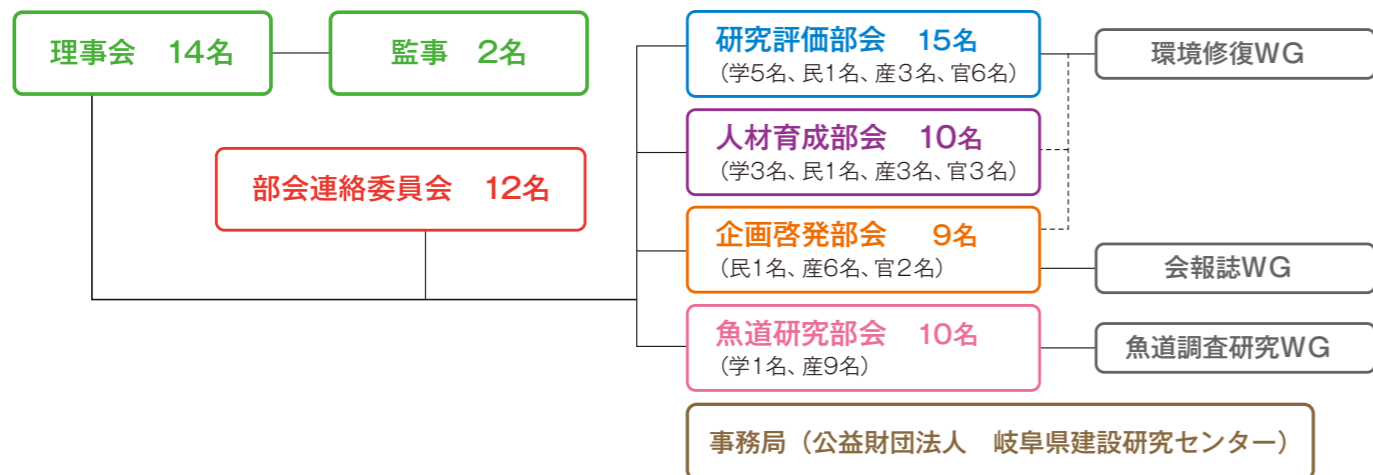 理事会　14名
監事　2名
部会連絡委員会　12名
研究評価部会　15名
（学5名、民1名、産3名、官6名）
環境修復WG
人材育成部会　10名
（学3名、民1名、産3名、官3名）
企画啓発部会　9名
（民1名、産6名、官2名）
会報誌WG
魚道研究部会　10名
（学1名、産9名）
魚道調査研究WG
事務局（公益財団法人　岐阜県建設研究センター）